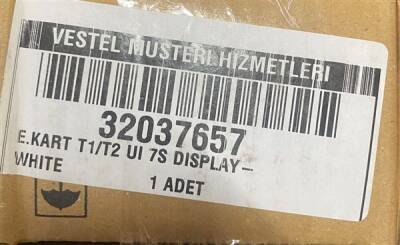 VESTEL MUSTERI HIZMETLERI
32037657
E.KART T1/T2 UI 7S DISPLAY-
WHITE
1 ADET